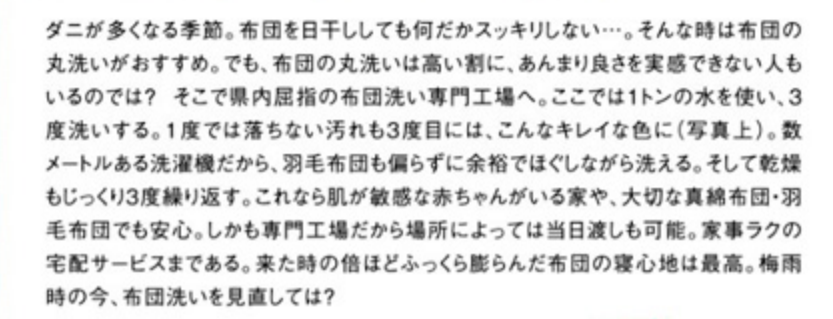 ダニが多くなる季節。布団を日干ししても何だかスッキリしない…。そんな時は布団の
丸洗いがおすすめ。でも、布団の丸洗いは高い割に、あんまり良さを実感できない人も
いるのでは?　そこで県内屈指の布団洗い専門工場へ。ここでは1トンの水を使い、3
度洗いする。1度では落ちない汚れも3度目には、こんなキレイな色に(写真上)。数
メートルある洗濯機だから、羽毛布団も偏らずに余裕でほぐしながら洗える。そして乾燥
もじっくり3度繰り返す。これなら肌が敏感な赤ちゃんがいる家や、大切な真綿布団・羽
毛布団でも安心。しかも専門工場だから場所によっては当日渡しも可能。家事ラクの
宅配サービスまである。来た時の倍ほどふっくら膨らんだ布団の寝心地は最高。梅雨
時の今、布団洗いを見直しては?